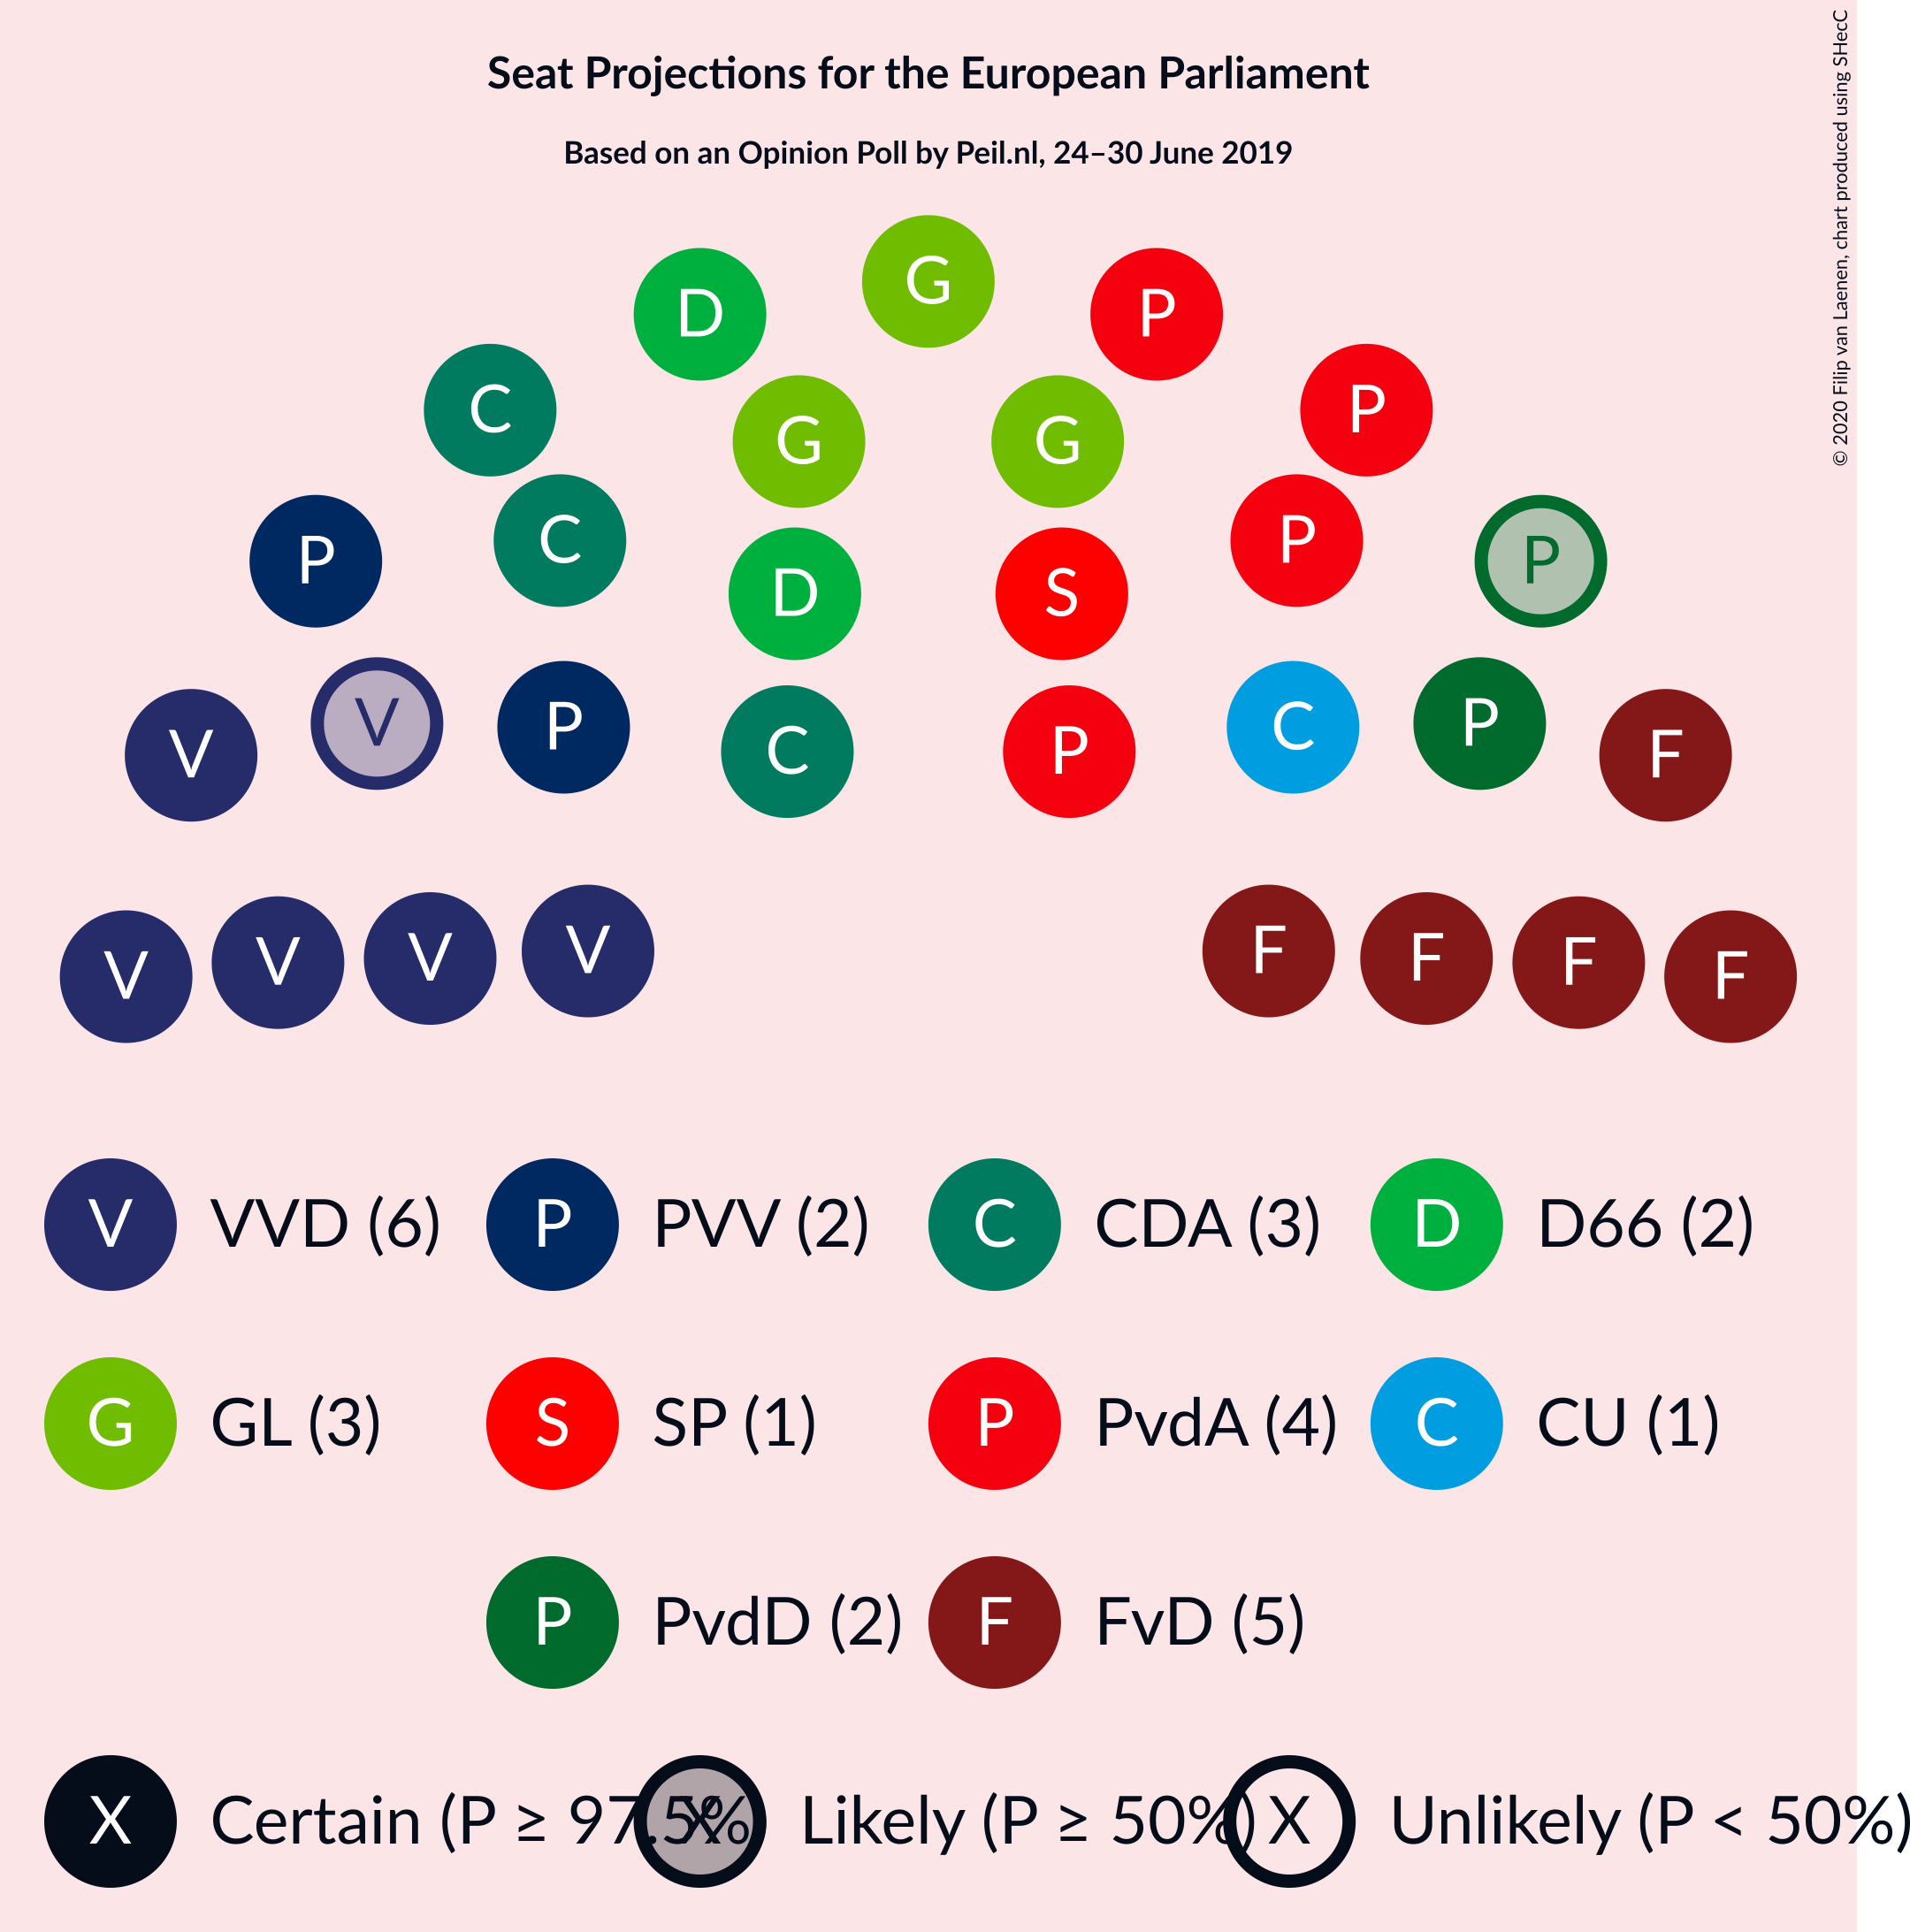 Seat Projections for the European Parliament
Based on an Opinion Poll by Peil.nl, 24–30 June 2019
© 2020 Filip van Laenen, chart produced using SHecC
G
D P
C P
G G
P C P P
D S
V V P C P C P F
V V V V F F F F
V VVD (6) P PVV (2) C CDA (3) D D66 (2)
G GL (3) S SP (1) P PvdA (4) C CU (1)
P PvdD (2) F FvD (5)
X Certain (P ≥ 97.5%) X Likely (P ≥ 50%) X Unlikely (P < 50%)